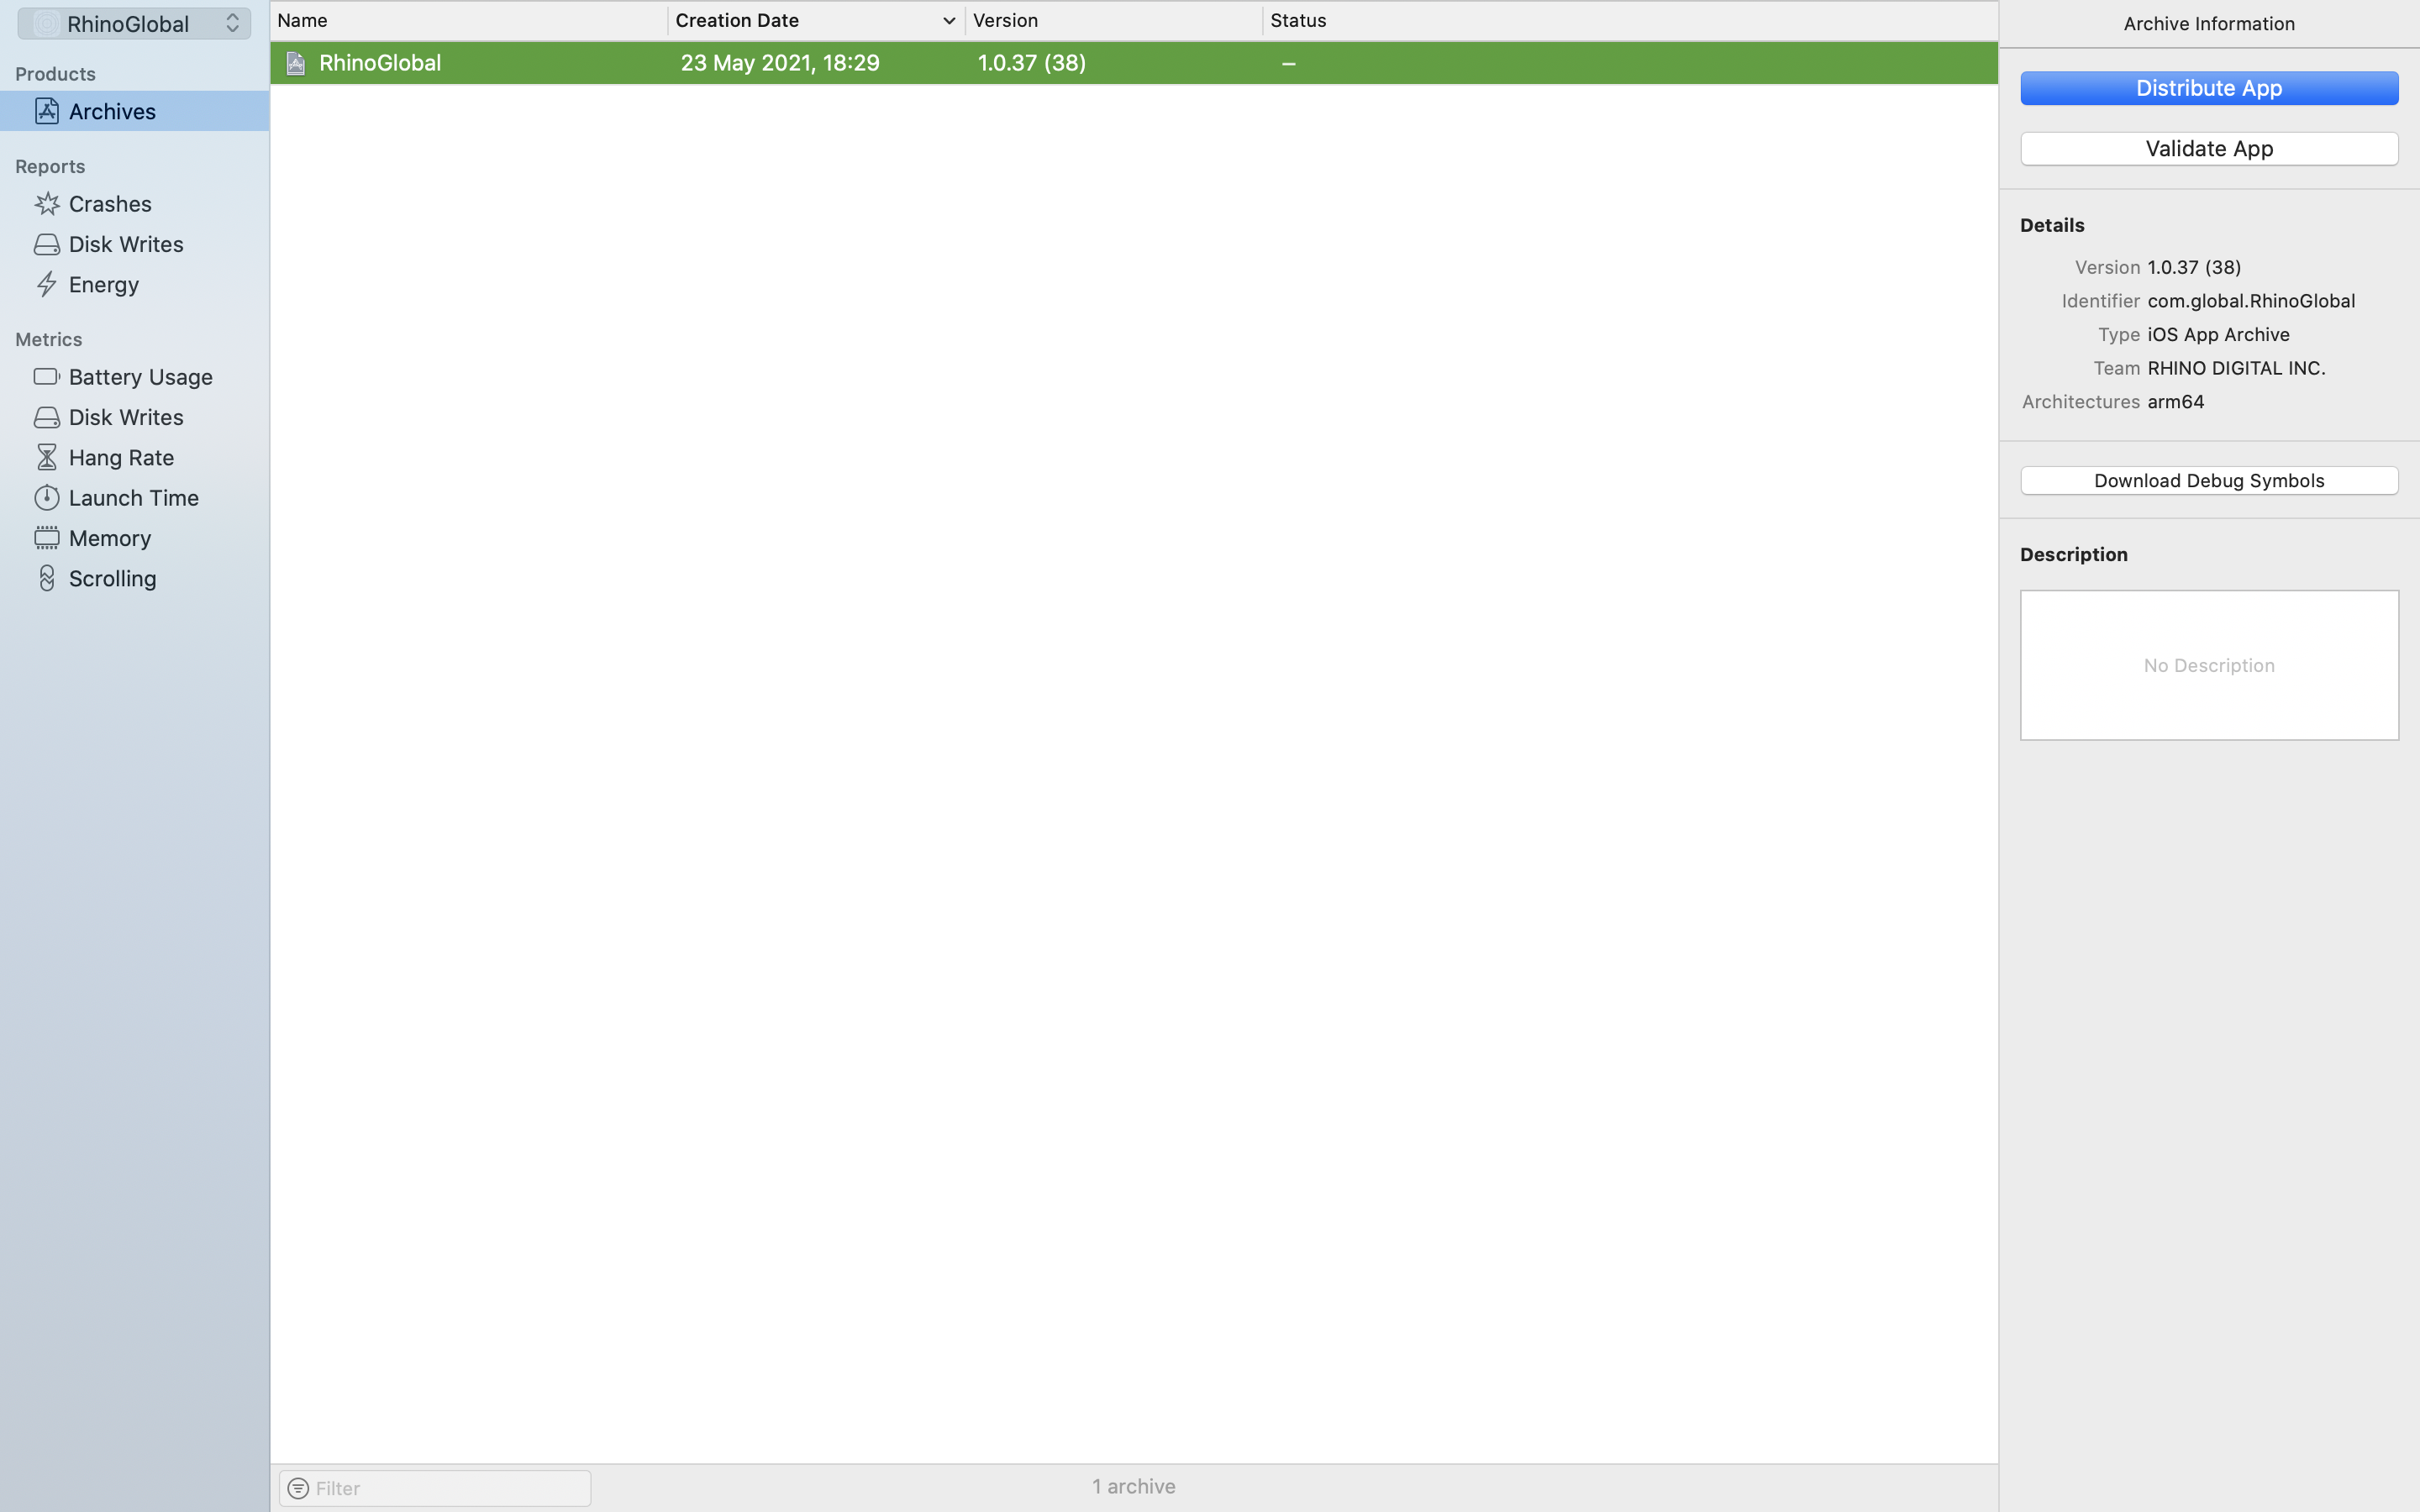 RhinoGlobal
Products
Archives
Reports
Crashes
Disk Writes
Energy
Metrics
Battery Usage
Disk Writes
Hang Rate
Launch Time
Memory
Scrolling
Name Creation Date Version Status
RhinoGlobal 23 May 2021, 18:29 1.0.37 (38) –
Filter
1 archive
Archive Information
Distribute App
Validate App
Details
Version 1.0.37 (38)
Identifier com.global.RhinoGlobal
Type iOS App Archive
Team RHINO DIGITAL INC.
Architectures arm64
Download Debug Symbols
Description
No Description